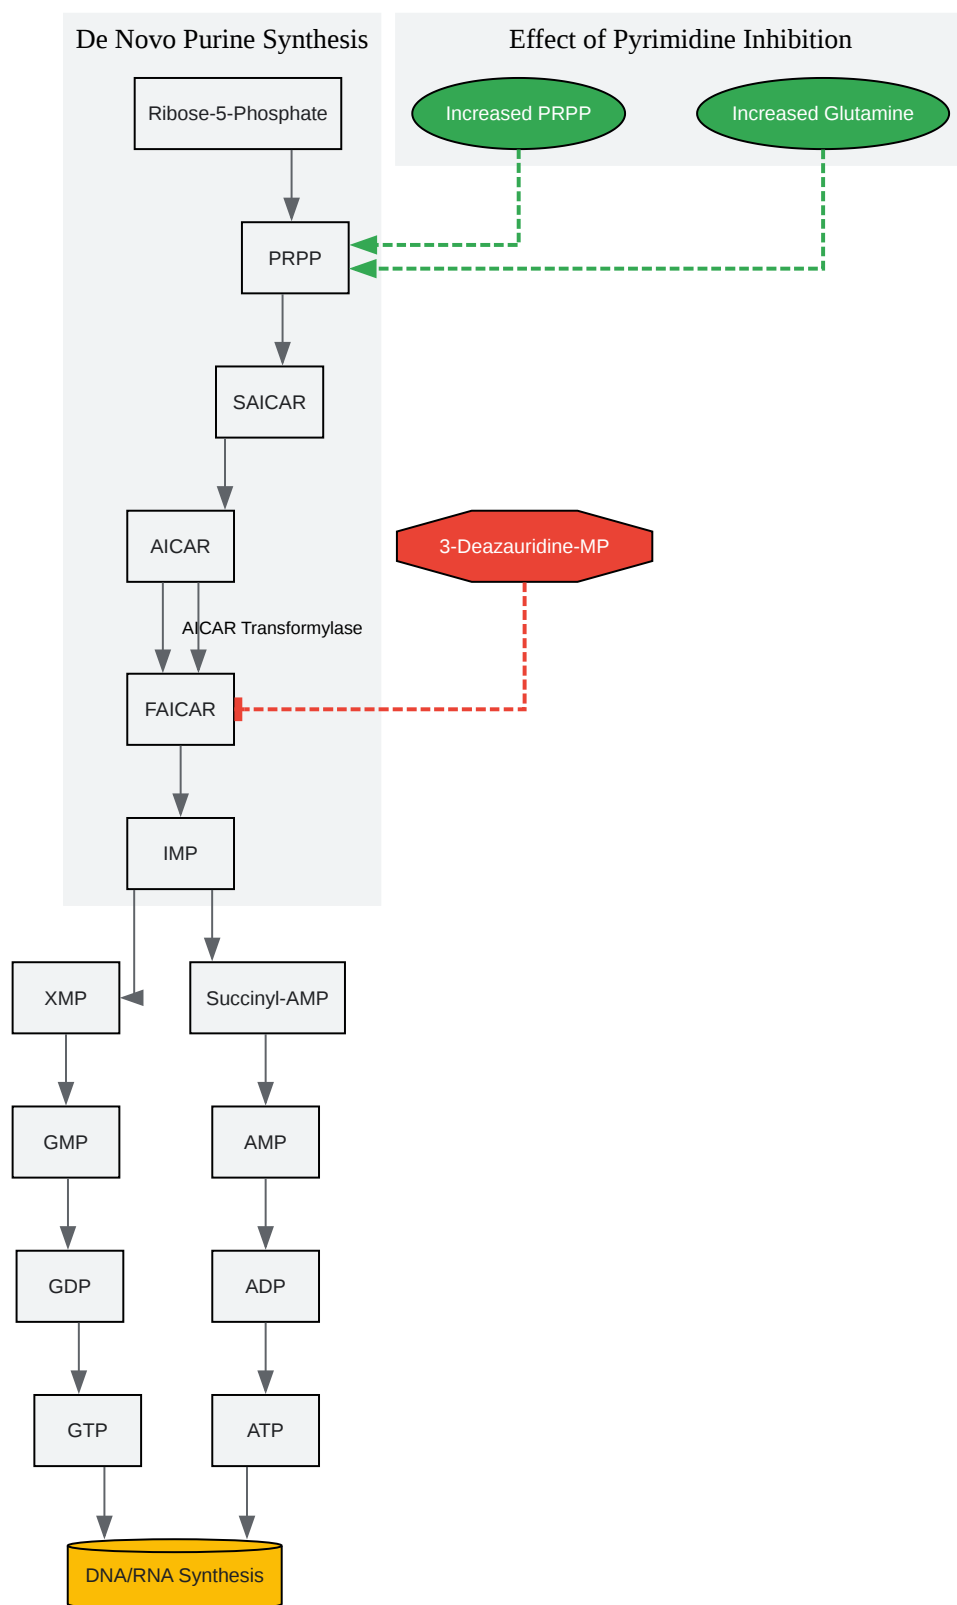 De Novo Purine Synthesis
Effect of Pyrimidine Inhibition
Ribose-5-Phosphate
Increased PRPP
Increased Glutamine
PRPP
SAICAR
AICAR
3-Deazauridine-MP
AICAR Transformylase
FAICAR
IMP
XMP
Succinyl-AMP
GMP
AMP
GDP
ADP
GTP
ATP
DNA/RNA Synthesis